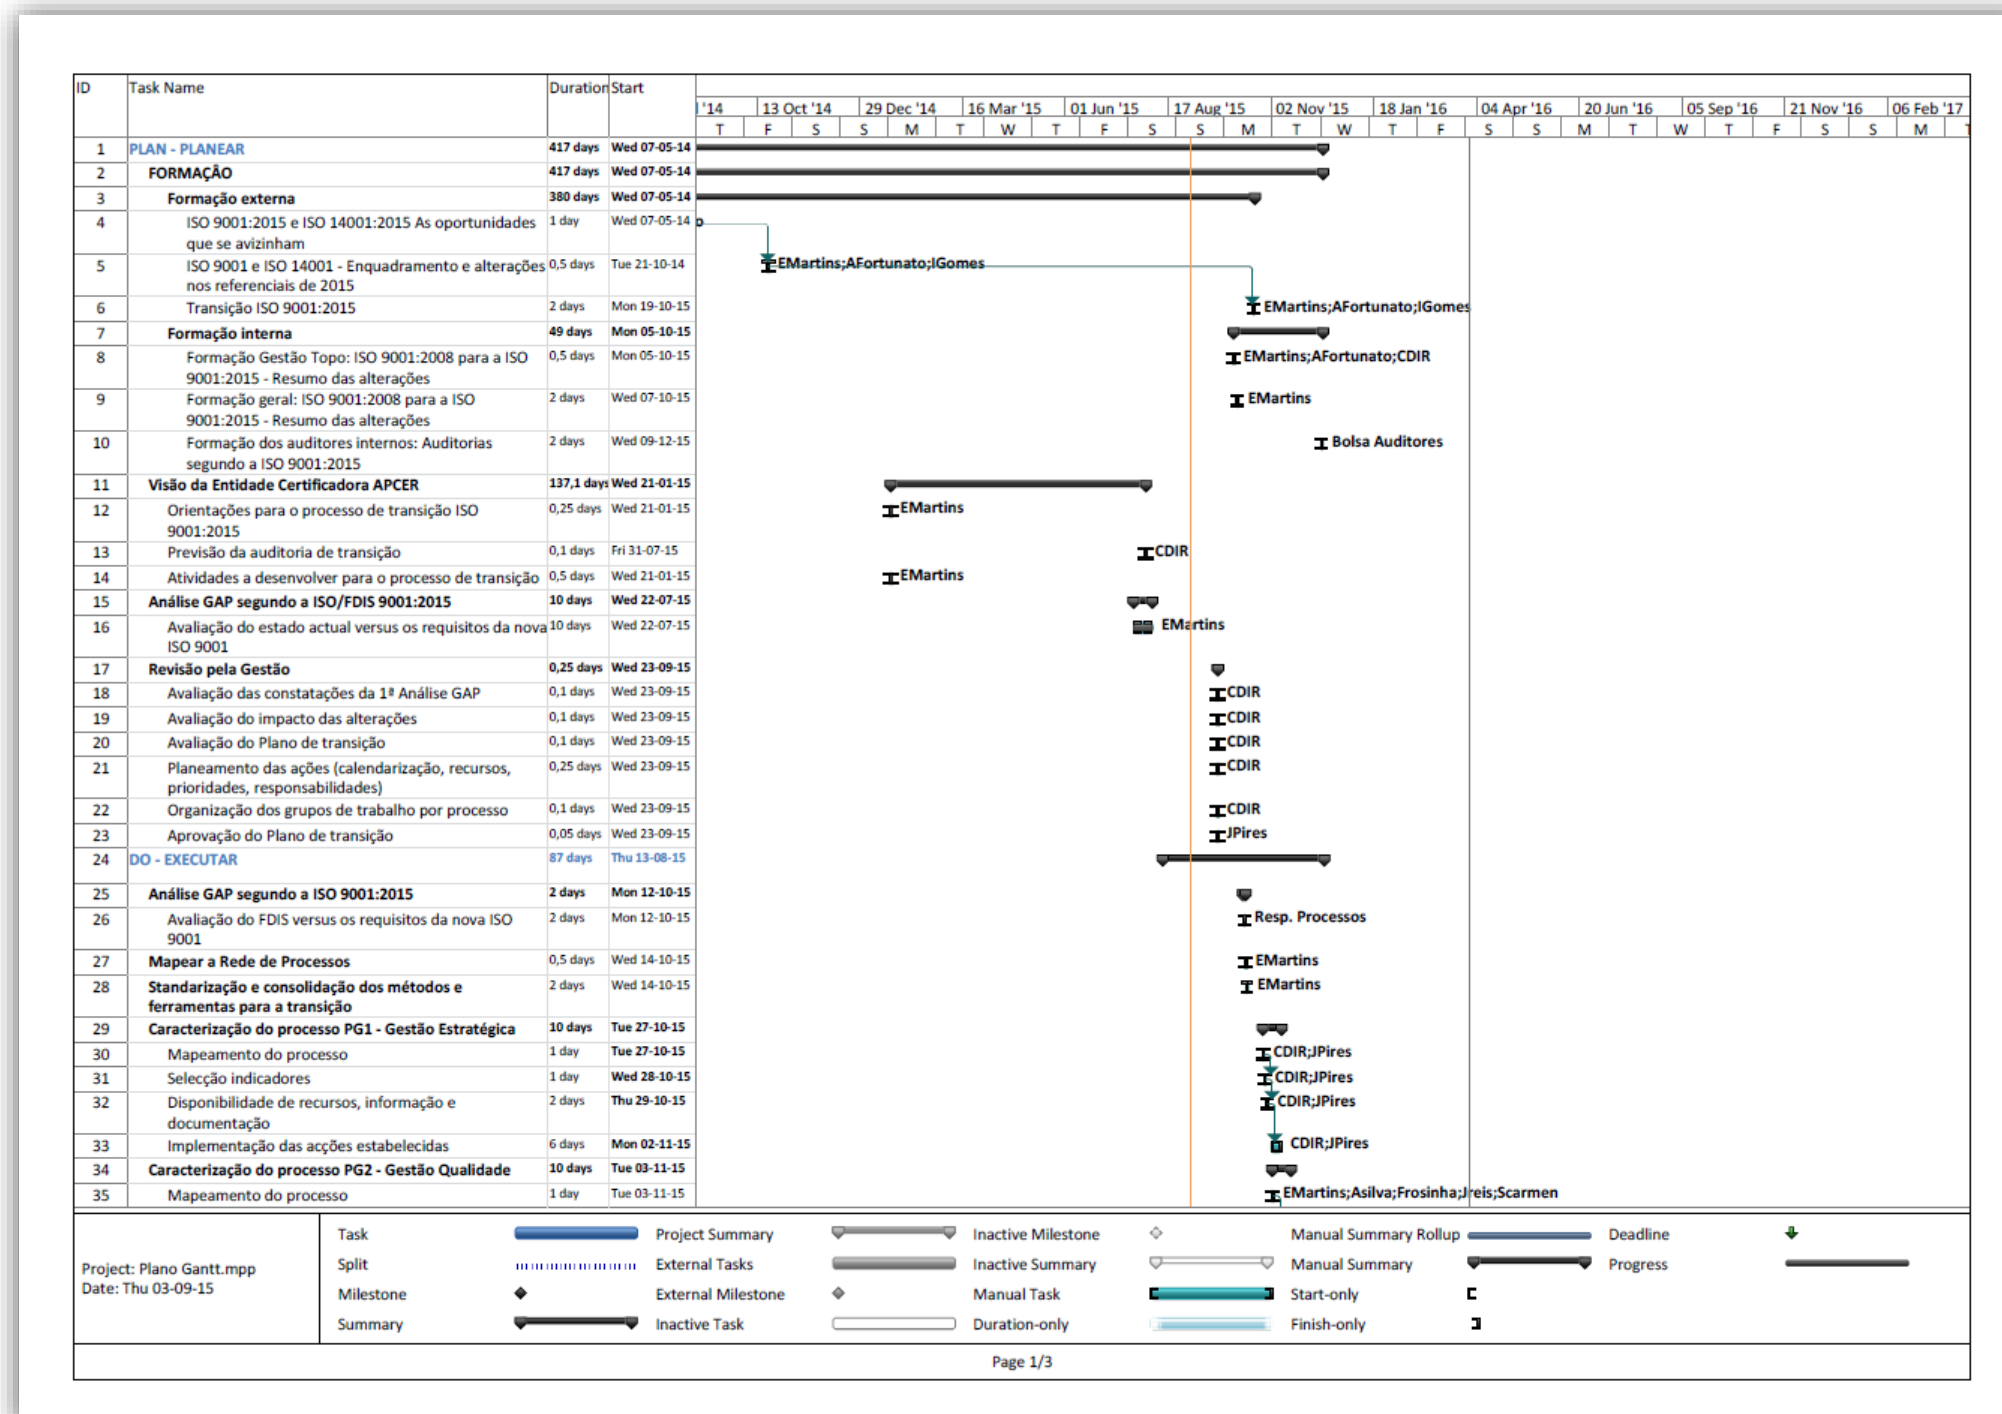 ID Task Name Duration Start
'14 13 Oct '14 29 Dec '14 16 Mar '15 01 Jun '15 17 Aug '15 02 Nov '15 18 Jan '16 04 Apr '16 20 Jun '16 05 Sep '16 21 Nov '16 06 Feb '17
T F S S M T W T F S S M T W T F S S M T W T F S S M
1 PLAN - PLANEAR 417 days Wed 07-05-14
2 FORMAÇÂO 417 days Wed 07-05-14
3 Formação externa 380 days Wed 07-05-14
4 ISO 9001:2015 e ISO 14001:2015 As oportunidades 1 day Wed 07-05-14
que se avizinham
5 ISO 9001 e ISO 14001 - Enquadramento e alterações 0,5 days Tue 21-10-14 EMartins;AFortunato;IGomes
nos referenciais de 2015
6 Transição ISO 9001:2015 2 days Mon 19-10-15 EMartins;AFortunato;IGomes
7 Formação interna 49 days Mon 05-10-15
8 Formação Gestão Topo: ISO 9001:2008 para a ISO 0,5 days Mon 05-10-15 EMartins;AFortunato;CDIR
9001:2015 - Resumo das alterações
9 Formação geral: ISO 9001:2008 para a ISO 2 days Wed 07-10-15 EMartins
9001:2015 - Resumo das alterações
10 Formação dos auditores internos: Auditorias 2 days Wed 09-12-15 Bolsa Auditores
segundo a ISO 9001:2015
11 Visão da Entidade Certificadora APCER 137,1 days Wed 21-01-15
12 Orientações para o processo de transição ISO 0,25 days Wed 21-01-15 EMartins
9001:2015
13 Previsão da auditoria de transição 0,1 days Fri 31-07-15 CDIR
14 Atividades a desenvolver para o processo de transição 0,5 days Wed 21-01-15 EMartins
15 Análise GAP segundo a ISO/FDIS 9001:2015 10 days Wed 22-07-15
16 Avaliação do estado actual versus os requisitos da nova 10 days Wed 22-07-15 EMartins
ISO 9001
17 Revisão pela Gestão 0,25 days Wed 23-09-15
18 Avaliação das constatações da 1ª Análise GAP 0,1 days Wed 23-09-15 CDIR
19 Avaliação do impacto das alterações 0,1 days Wed 23-09-15 CDIR
20 Avaliação do Plano de transição 0,1 days Wed 23-09-15 CDIR
21 Planeamento das ações (calendarização, recursos, 0,25 days Wed 23-09-15 CDIR
prioridades, responsabilidades)
22 Organização dos grupos de trabalho por processo 0,1 days Wed 23-09-15 CDIR
23 Aprovação do Plano de transição 0,05 days Wed 23-09-15 JPires
24 DO - EXECUTAR 87 days Thu 13-08-15
25 Análise GAP segundo a ISO 9001:2015 2 days Mon 12-10-15
26 Avaliação do FDIS versus os requisitos da nova ISO 2 days Mon 12-10-15 Resp. Processos
9001
27 Mapear a Rede de Processos 0,5 days Wed 14-10-15 EMartins
28 Standarização e consolidação dos métodos e 2 days Wed 14-10-15 EMartins
ferramentas para a transição
29 Caracterização do processo PG1 - Gestão Estratégica 10 days Tue 27-10-15
30 Mapeamento do processo 1 day Tue 27-10-15 CDIR;JPires
31 Selecção indicadores 1 day Wed 28-10-15 CDIR;JPires
32 Disponibilidade de recursos, informação e 2 days Thu 29-10-15 CDIR;JPires
documentação
33 Implementação das acções estabelecidas 6 days Mon 02-11-15 CDIR;JPires
34 Caracterização do processo PG2 - Gestão Qualidade 10 days Tue 03-11-15
35 Mapeamento do processo 1 day Tue 03-11-15 EMartins;Asilva;Frosinha;Jreis;Scarmen
Project: Plano Gantt.mpp
Date: Thu 03-09-15
Task Project Summary Inactive Milestone Manual Summary Rollup Deadline
Split External Tasks Inactive Summary Manual Summary Progress
Milestone External Milestone Manual Task Start-only
Summary Inactive Task Duration-only Finish-only
Page 1/3